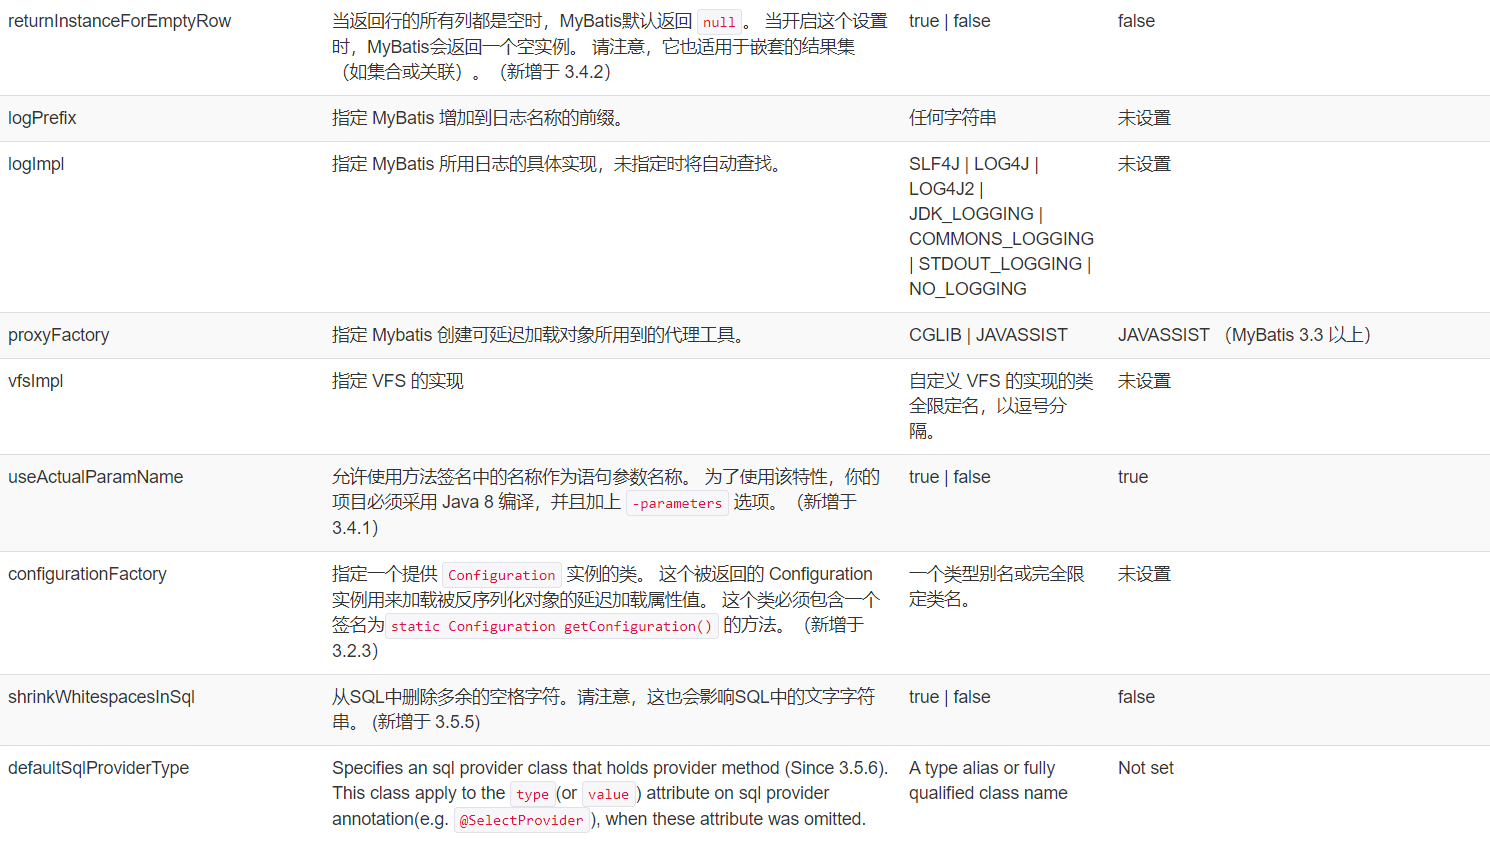 returnInstanceForEmptyRow
当返回行的所有列都是空时，MyBatis默认返回 null 。 当开启这个设置
时，MyBatis会返回一个空实例。 请注意，它也适用于嵌套的结果集
（如集合或关联）。（新增于 3.4.2）
true | false
false
logPrefix
指定 MyBatis 增加到日志名称的前缀。
任何字符串
未设置
logImpl
指定 MyBatis 所用日志的具体实现，未指定时将自动查找。
SLF4J | LOG4J |
LOG4J2 |
JDK_LOGGING |
COMMONS_LOGGING
| STDOUT_LOGGING |
NO_LOGGING
未设置
proxyFactory
指定 Mybatis 创建可延迟加载对象所用到的代理工具。
CGLIB | JAVASSIST
JAVASSIST （MyBatis 3.3 以上）
vfsImpl
指定 VFS 的实现
自定义 VFS 的实现的类
全限定名，以逗号分
隔。
未设置
useActualParamName
允许使用方法签名中的名称作为语句参数名称。 为了使用该特性，你的
项目必须采用 Java 8 编译，并且加上 -parameters 选项。（新增于
3.4.1）
true | false
true
configurationFactory
指定一个提供 Configuration 实例的类。 这个被返回的 Configuration
实例用来加载被反序列化对象的延迟加载属性值。 这个类必须包含一个
签名为static Configuration getConfiguration() 的方法。（新增于
3.2.3）
一个类型别名或完全限
定类名。
未设置
shrinkWhitespacesInSql
从SQL中删除多余的空格字符。请注意，这也会影响SQL中的文字字符
串。 (新增于 3.5.5)
true | false
false
defaultSqlProviderType
Specifies an sql provider class that holds provider method (Since 3.5.6).
This class apply to the type(or value) attribute on sql provider
annotation(e.g. @SelectProvider), when these attribute was omitted.
A type alias or fully
qualified class name
Not set